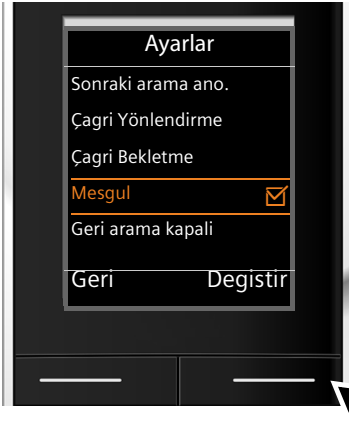 Ayarlar
Sonraki arama ano.
Çagri Yönlendirme
Çagri Bekletme
Mesgul
Geri arama kapali
Geri Degistir